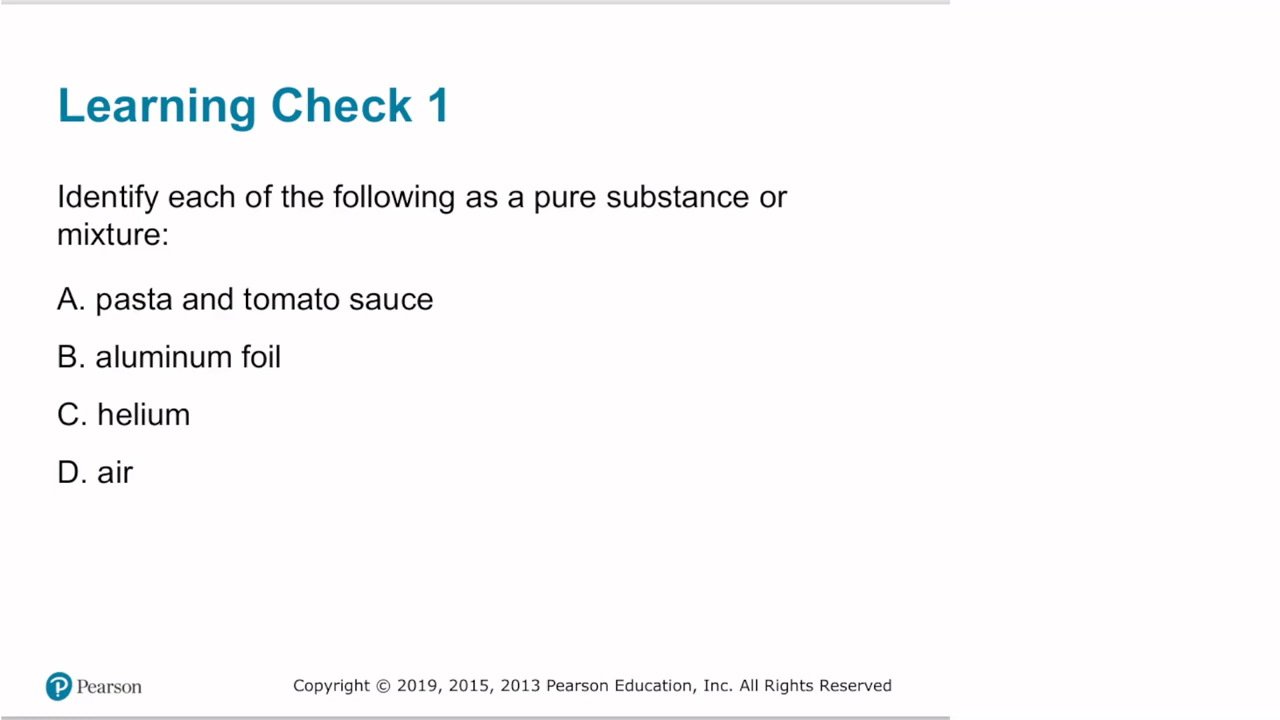 Learning Check 1
Identify each of the following as a pure substance or
mixture:
A. pasta and tomato sauce
B. aluminum foil
C. helium
D. air
Pearson
Copyright © 2019, 2015, 2013 Pearson Education, Inc. All Rights Reserved